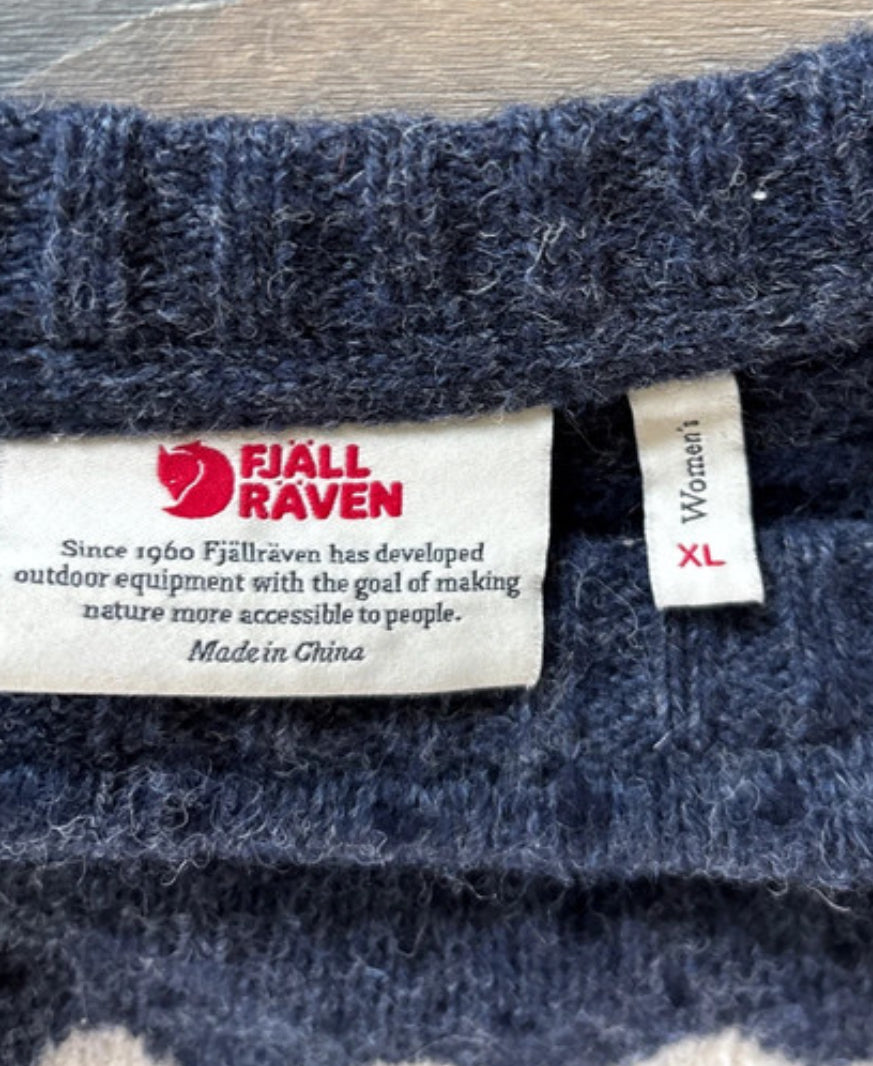 FJÄLL
RÄVEN
Since 1960 Fjällräven has developed
outdoor equipment with the goal of making
nature more accessible to people.
Made in China
Women's
XL